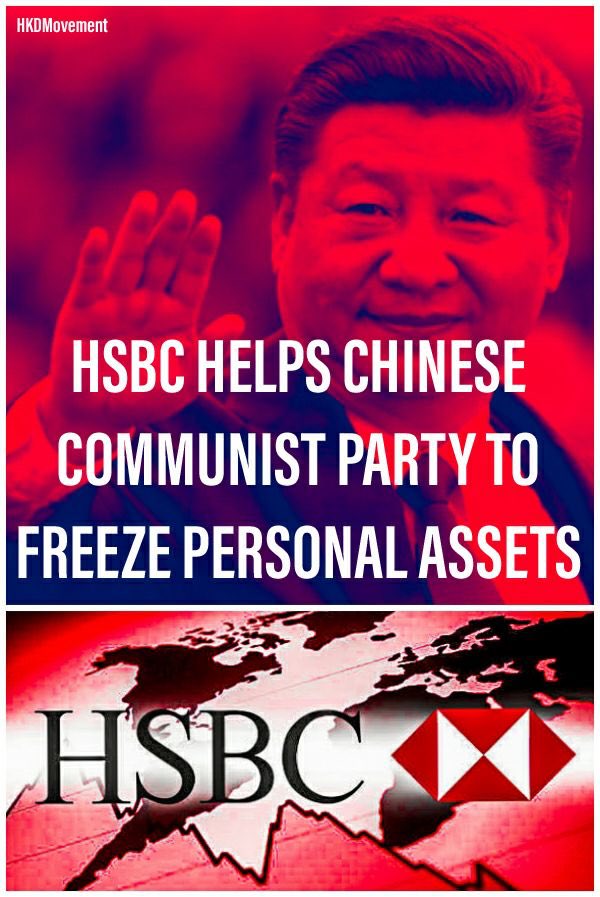 HKDMovement
HSBC HELPS CHINESE
COMMUNIST PARTY TO
FREEZE PERSONAL ASSETS
HSBC